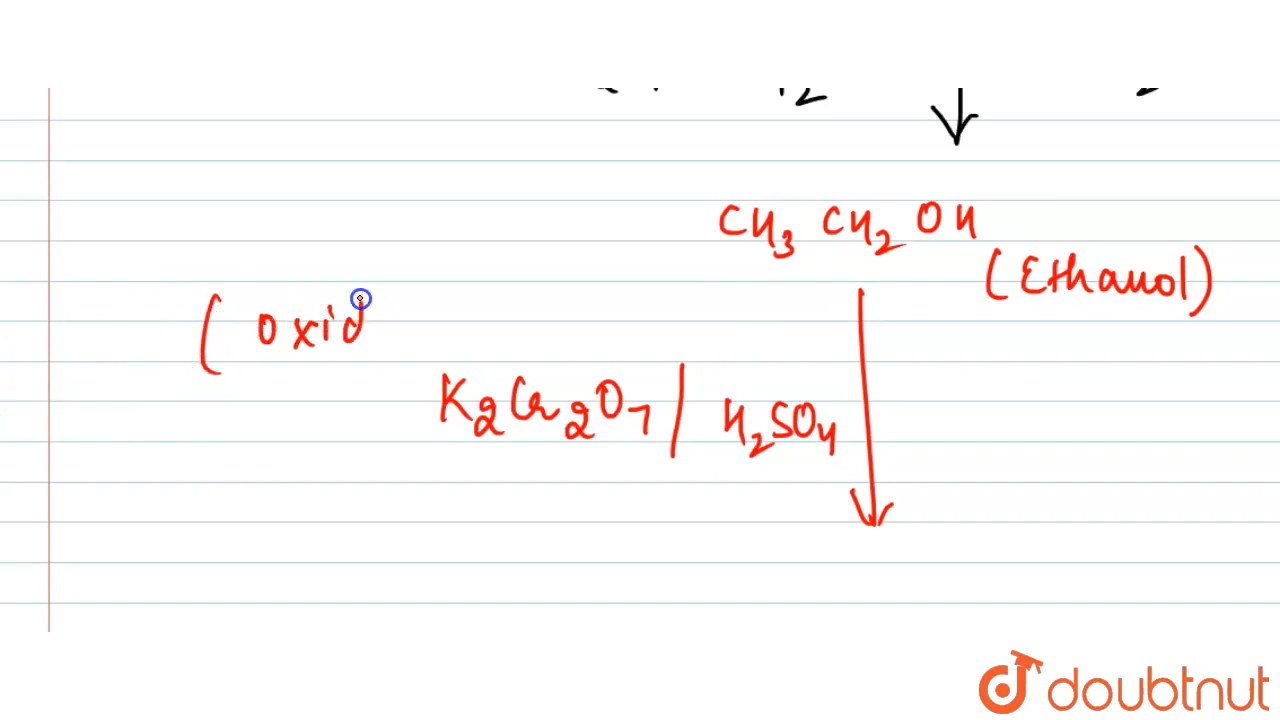 CH3 CH2 OH
(Ethanol)
(oxid
K2Cr2O7 / H2SO4
doubtnut